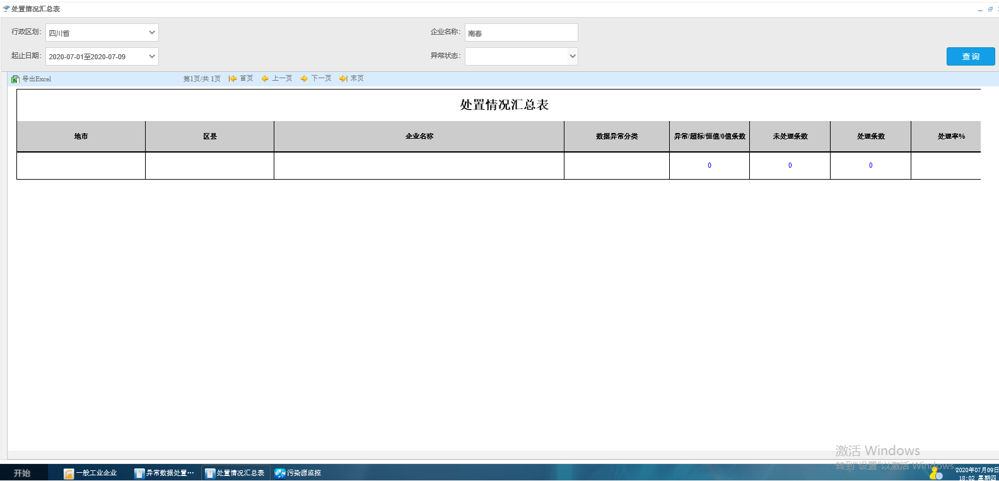 处置情况汇总表
行政区划: 四川省 企业名称: 南春
起止日期: 2020-07-01至2020-07-09 异常状态: 查询
导出Excel 第1页/共 1页 首页 上一页 下一页 末页
处置情况汇总表
地市 区县 企业名称 数据异常分类 异常/超标/恒值/0值条数 未处理条数 处理条数 处理率%
0 0 0
激活 Windows
转到"设置"以激活 Windows。
开始 一般工业企业 异常数据处置··· 处置情况汇总表 污染源监控 2020年07月09日
18:02 星期四